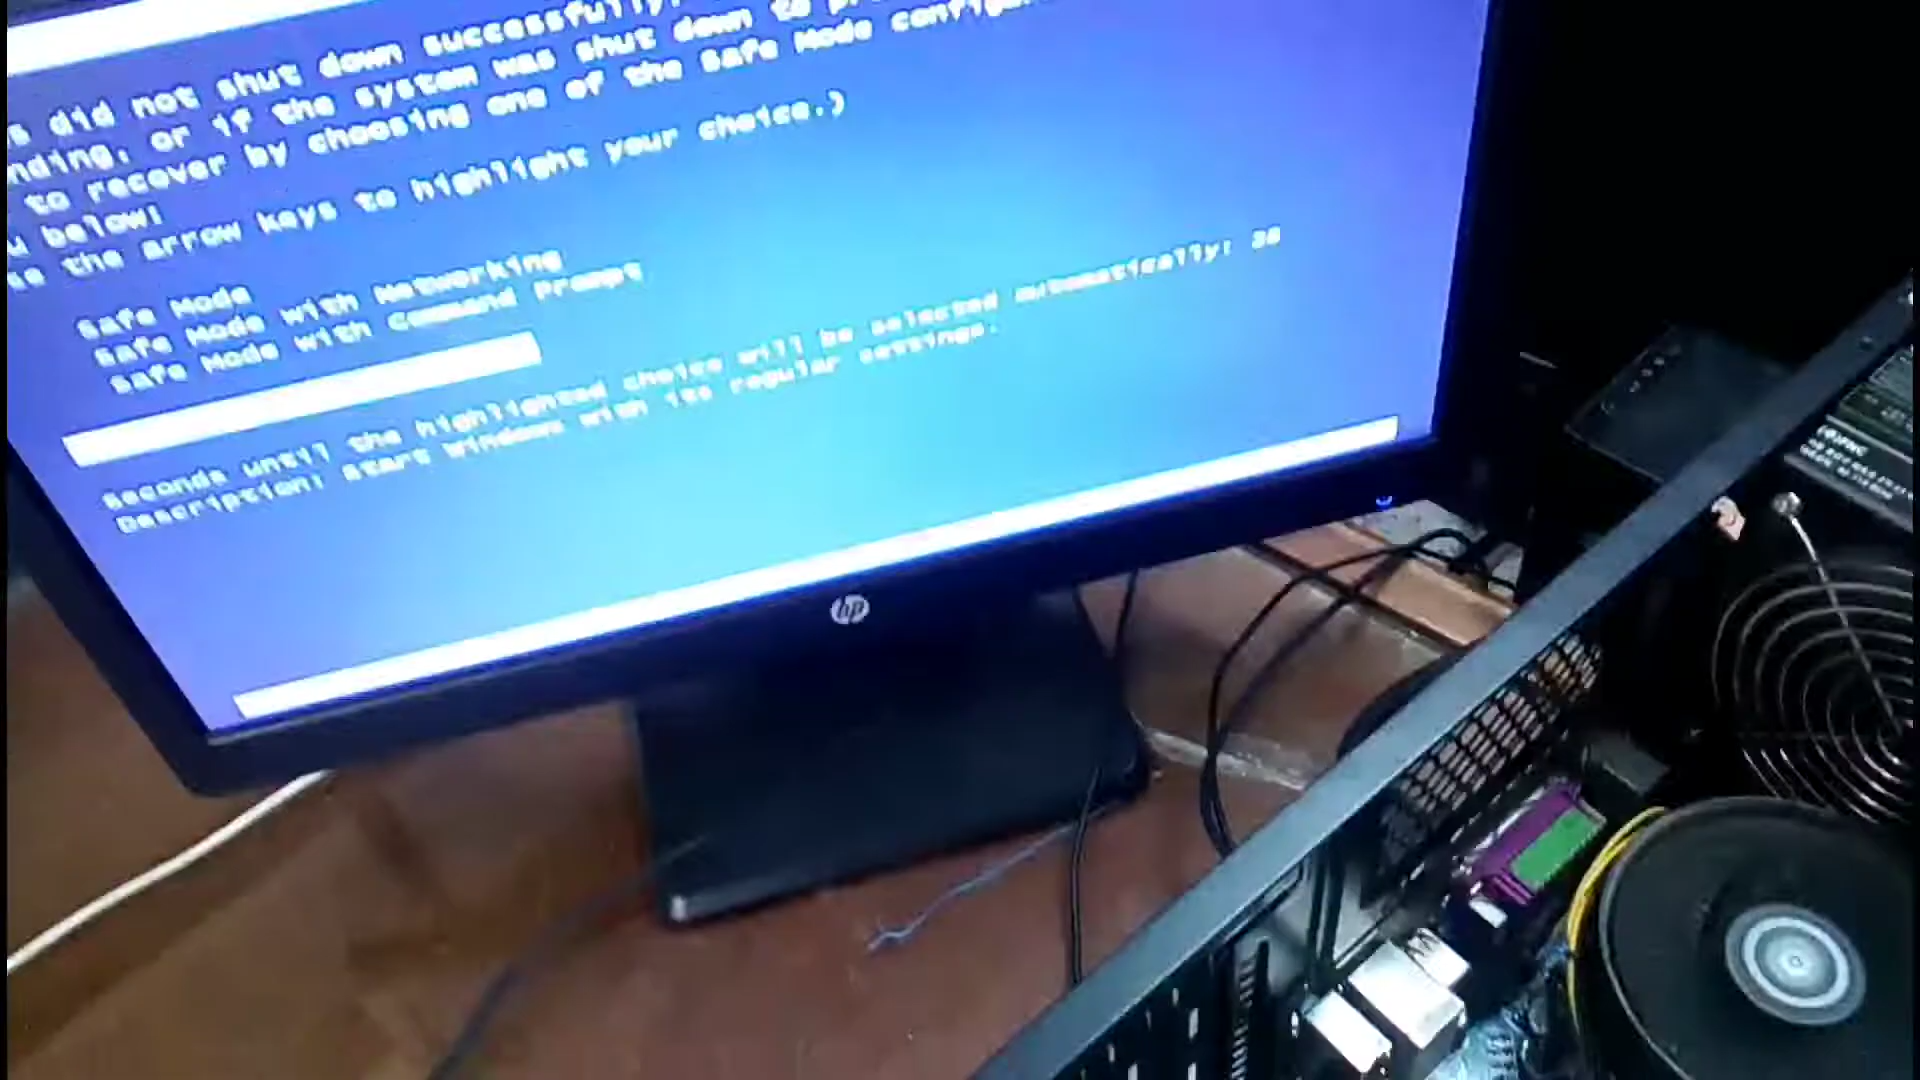 s did not shut down successfully.
nding, or if the system was shut down to
to recover by choosing one of the Safe Mode
u below:
se the arrow keys to highlight your choice.)
Safe Mode
Safe Mode with Networking
Safe Mode with Command Prompt
Seconds until the highlighted choice will be selected automatically:
Description: Start Windows with its regular settings.
hp